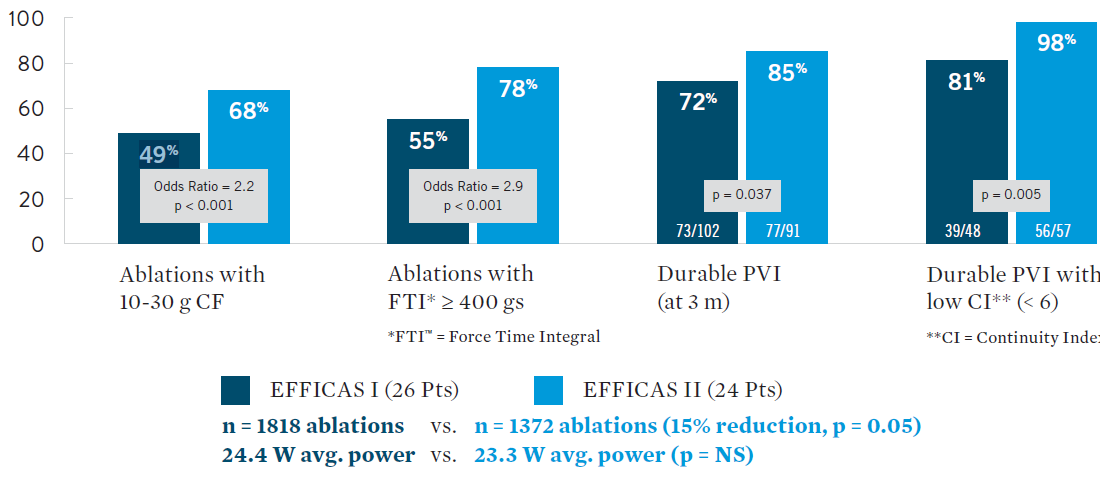 100
80
60
40
20
0
49%
68%
Odds Ratio = 2.2
p < 0.001
55%
78%
Odds Ratio = 2.9
p < 0.001
72%
85%
p = 0.037
73/102
77/91
81%
98%
p = 0.005
39/48
56/57
Ablations with
10-30 g CF
Ablations with
FTI* ≥ 400 gs
*FTI™ = Force Time Integral
Durable PVI
(at 3 m)
Durable PVI with
low CI** (< 6)
**CI = Continuity
EFFICAS I (26 Pts)
EFFICAS II (24 Pts)
n = 1818 ablations vs. n = 1372 ablations (15% reduction, p = 0.05)
24.4 W avg. power vs. 23.3 W avg. power (p = NS)